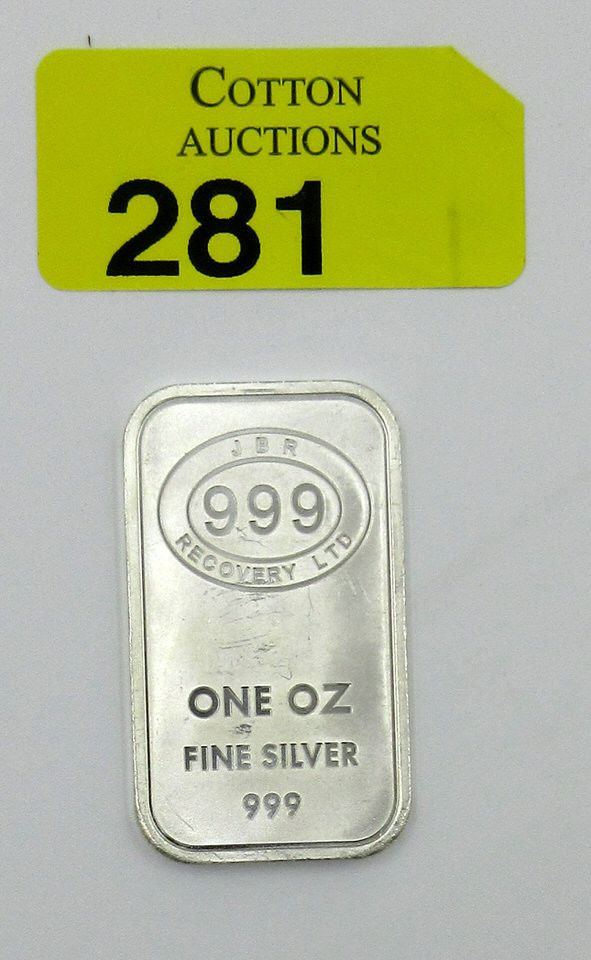 COTTON
AUCTIONS
281
JBR
999
RECOVERY LTD
ONE OZ
FINE SILVER
999